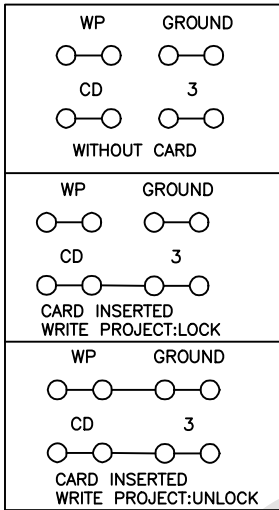 WP GROUND
CD 3
WITHOUT CARD
WP GROUND
CD 3
CARD INSERTED
WRITE PROJECT:LOCK
WP GROUND
CD 3
CARD INSERTED
WRITE PROJECT:UNLOCK